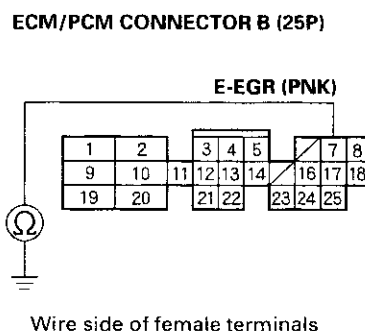 ECM/PCM CONNECTOR B (25P)
E-EGR (PNK)
1 2 3 4 5 7 8
9 10 11 12 13 14 16 17 18
19 20 21 22 23 24 25
Ω
Wire side of female terminals